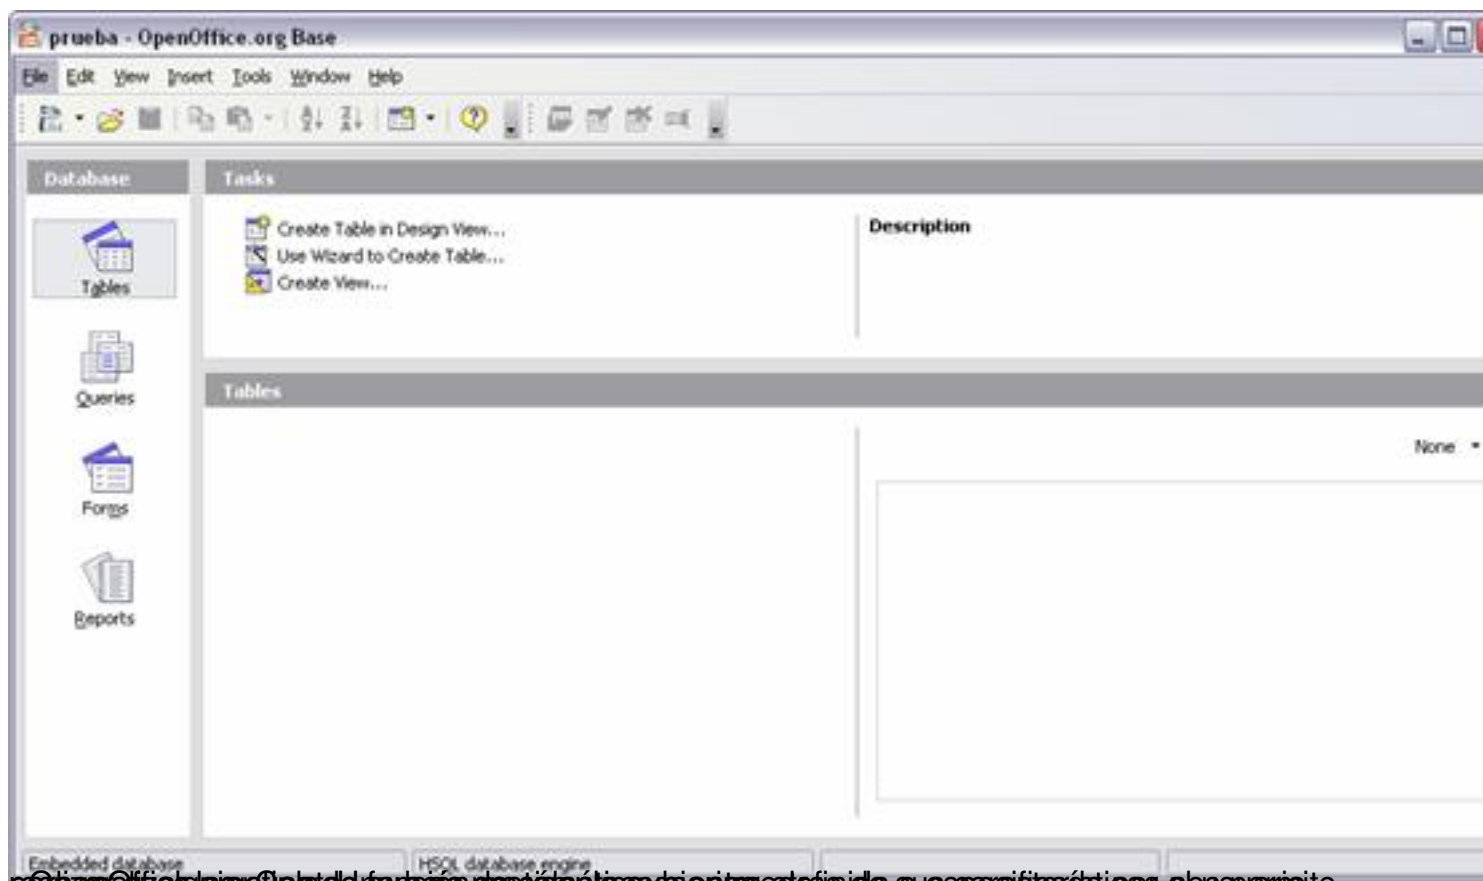 prueba - OpenOffice.org Base
File Edit View Insert Tools Window Help
Database
Tables
Queries
Forms
Reports
Tasks
Create Table in Design View...
Use Wizard to Create Table...
Create View...
Description
Tables
None
Embedded database
HSQL database engine